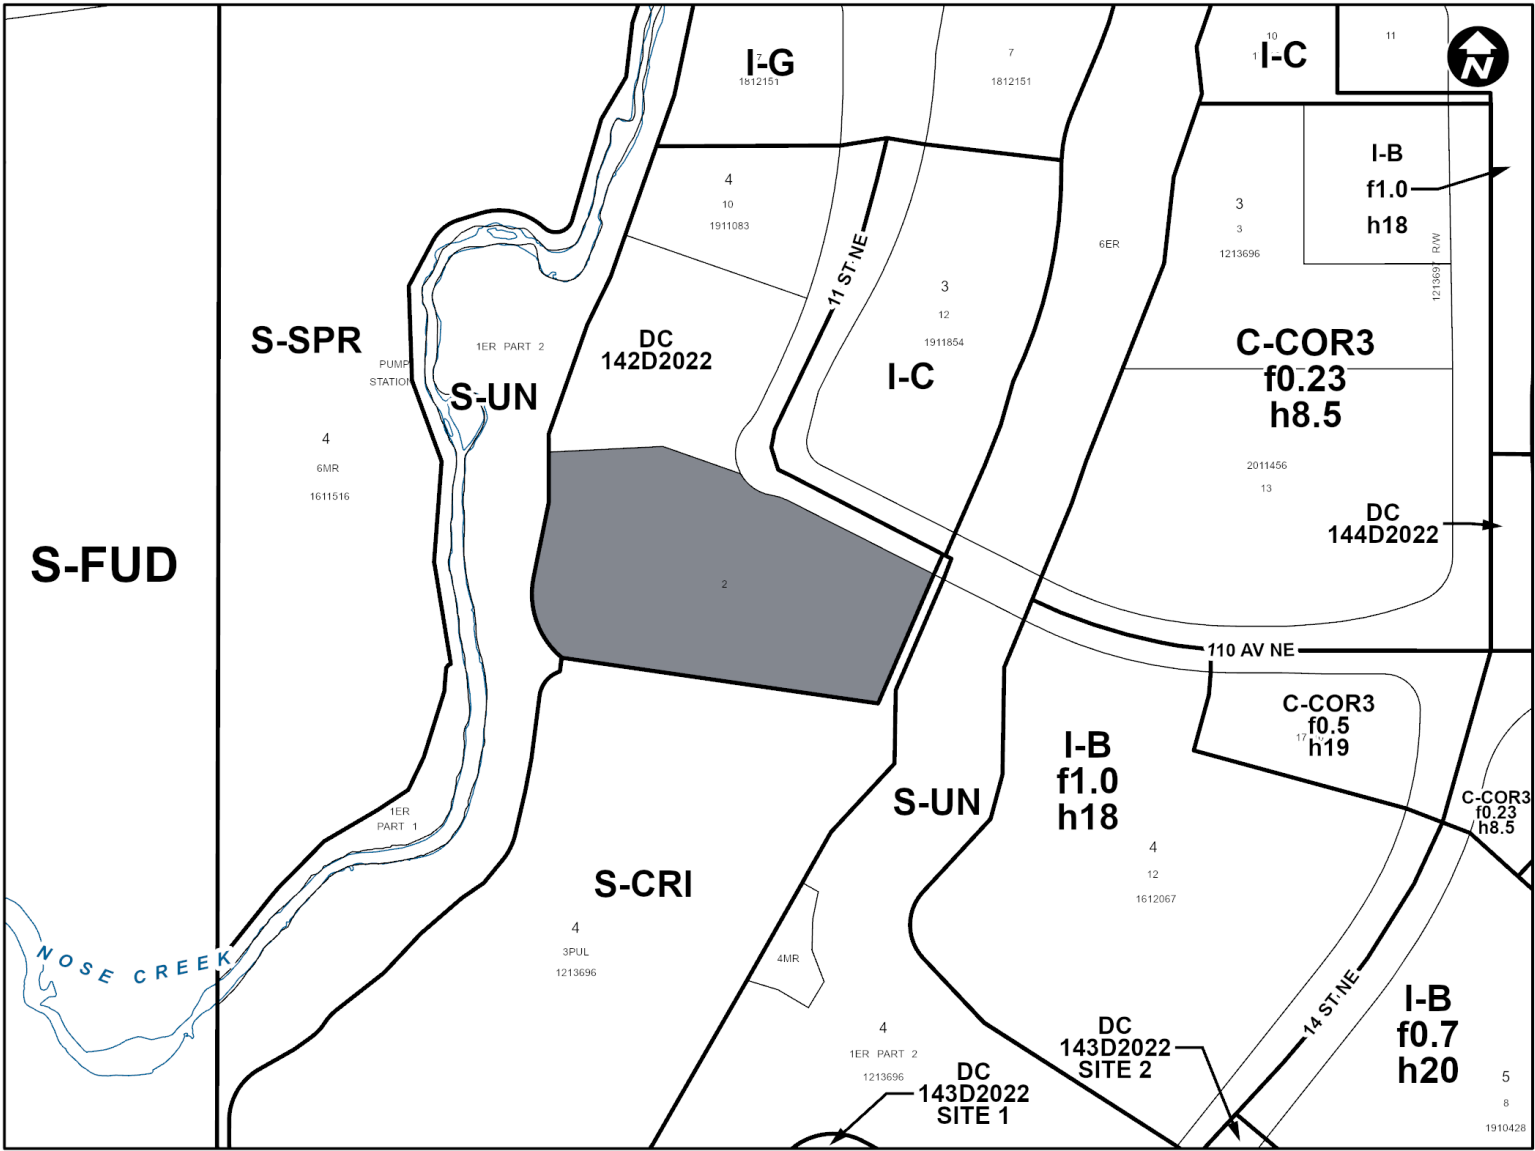 I-G
7
1812151
7
1812151
10
1
I-C
11
N
I-B
f1.0
h18
4
10
1911083
11 ST NE
3
12
1911854
I-C
6ER
3
3
1213696
1213697 R/W
C-COR3
f0.23
h8.5
2011456
13
DC
144D2022
S-SPR
PUMP
STATION
1ER PART 2
S-UN
DC
142D2022
4
6MR
1611516
S-FUD
2
110 AV NE
C-COR3
f0.5
17
h19
I-B
f1.0
h18
S-UN
C-COR3
f0.23
h8.5
1ER
PART 1
4
12
1612067
S-CRI
4
3PUL
1213696
NOSE CREEK
4MR
14 ST NE
I-B
f0.7
h20
4
1ER PART 2
1213696
DC
143D2022
SITE 1
DC
143D2022
SITE 2
5
8
1910428